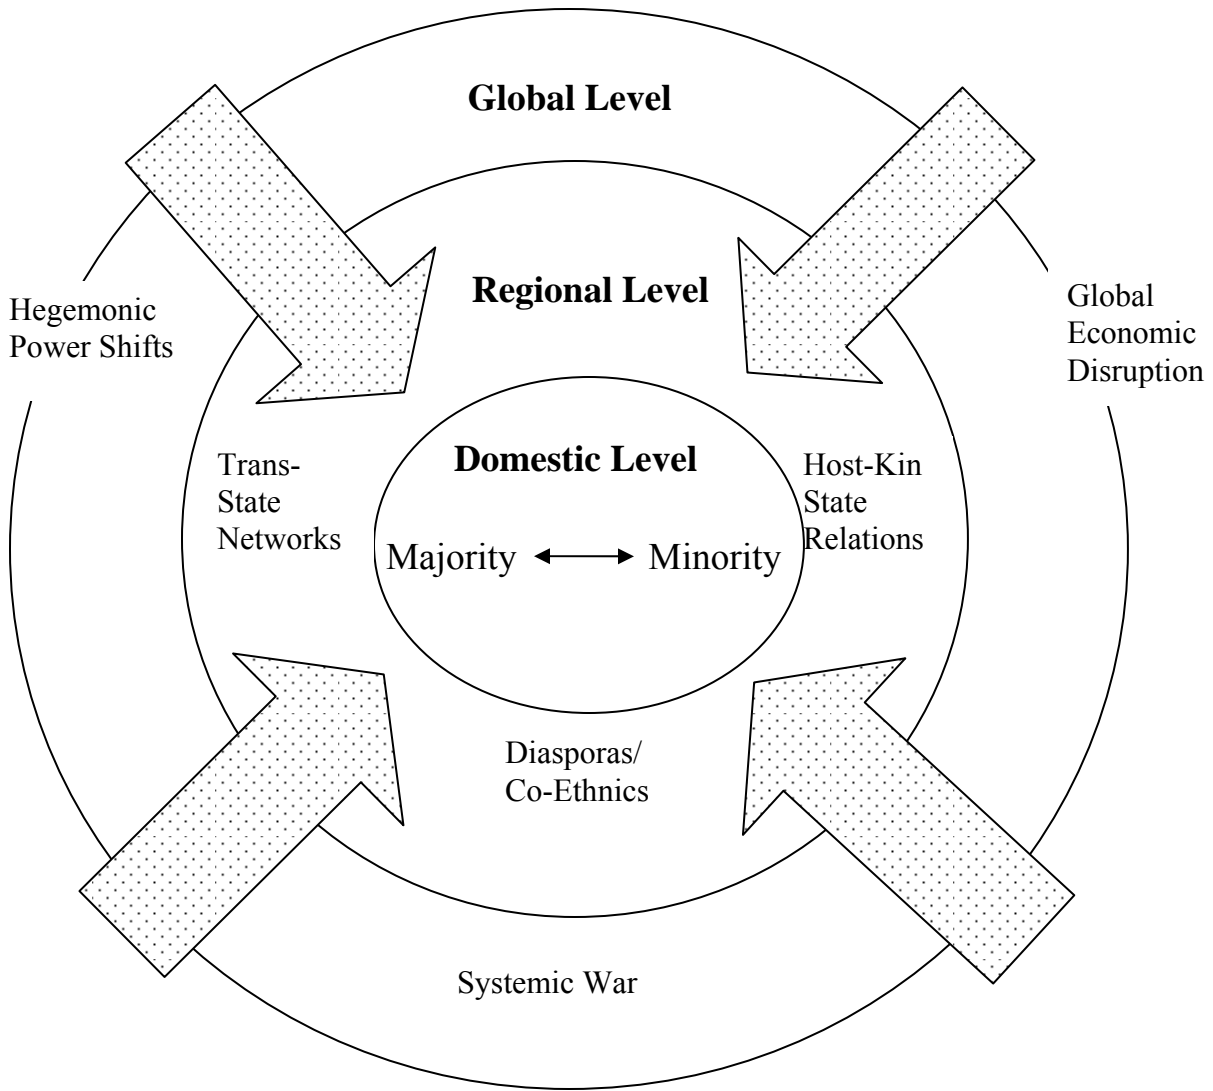 Global Level
Regional Level
Hegemonic
Power Shifts
Global
Economic
Disruption
Domestic Level
Trans-
State
Networks
Host-Kin
State
Relations
Majority
Minority
Diasporas/
Co-Ethnics
Systemic War